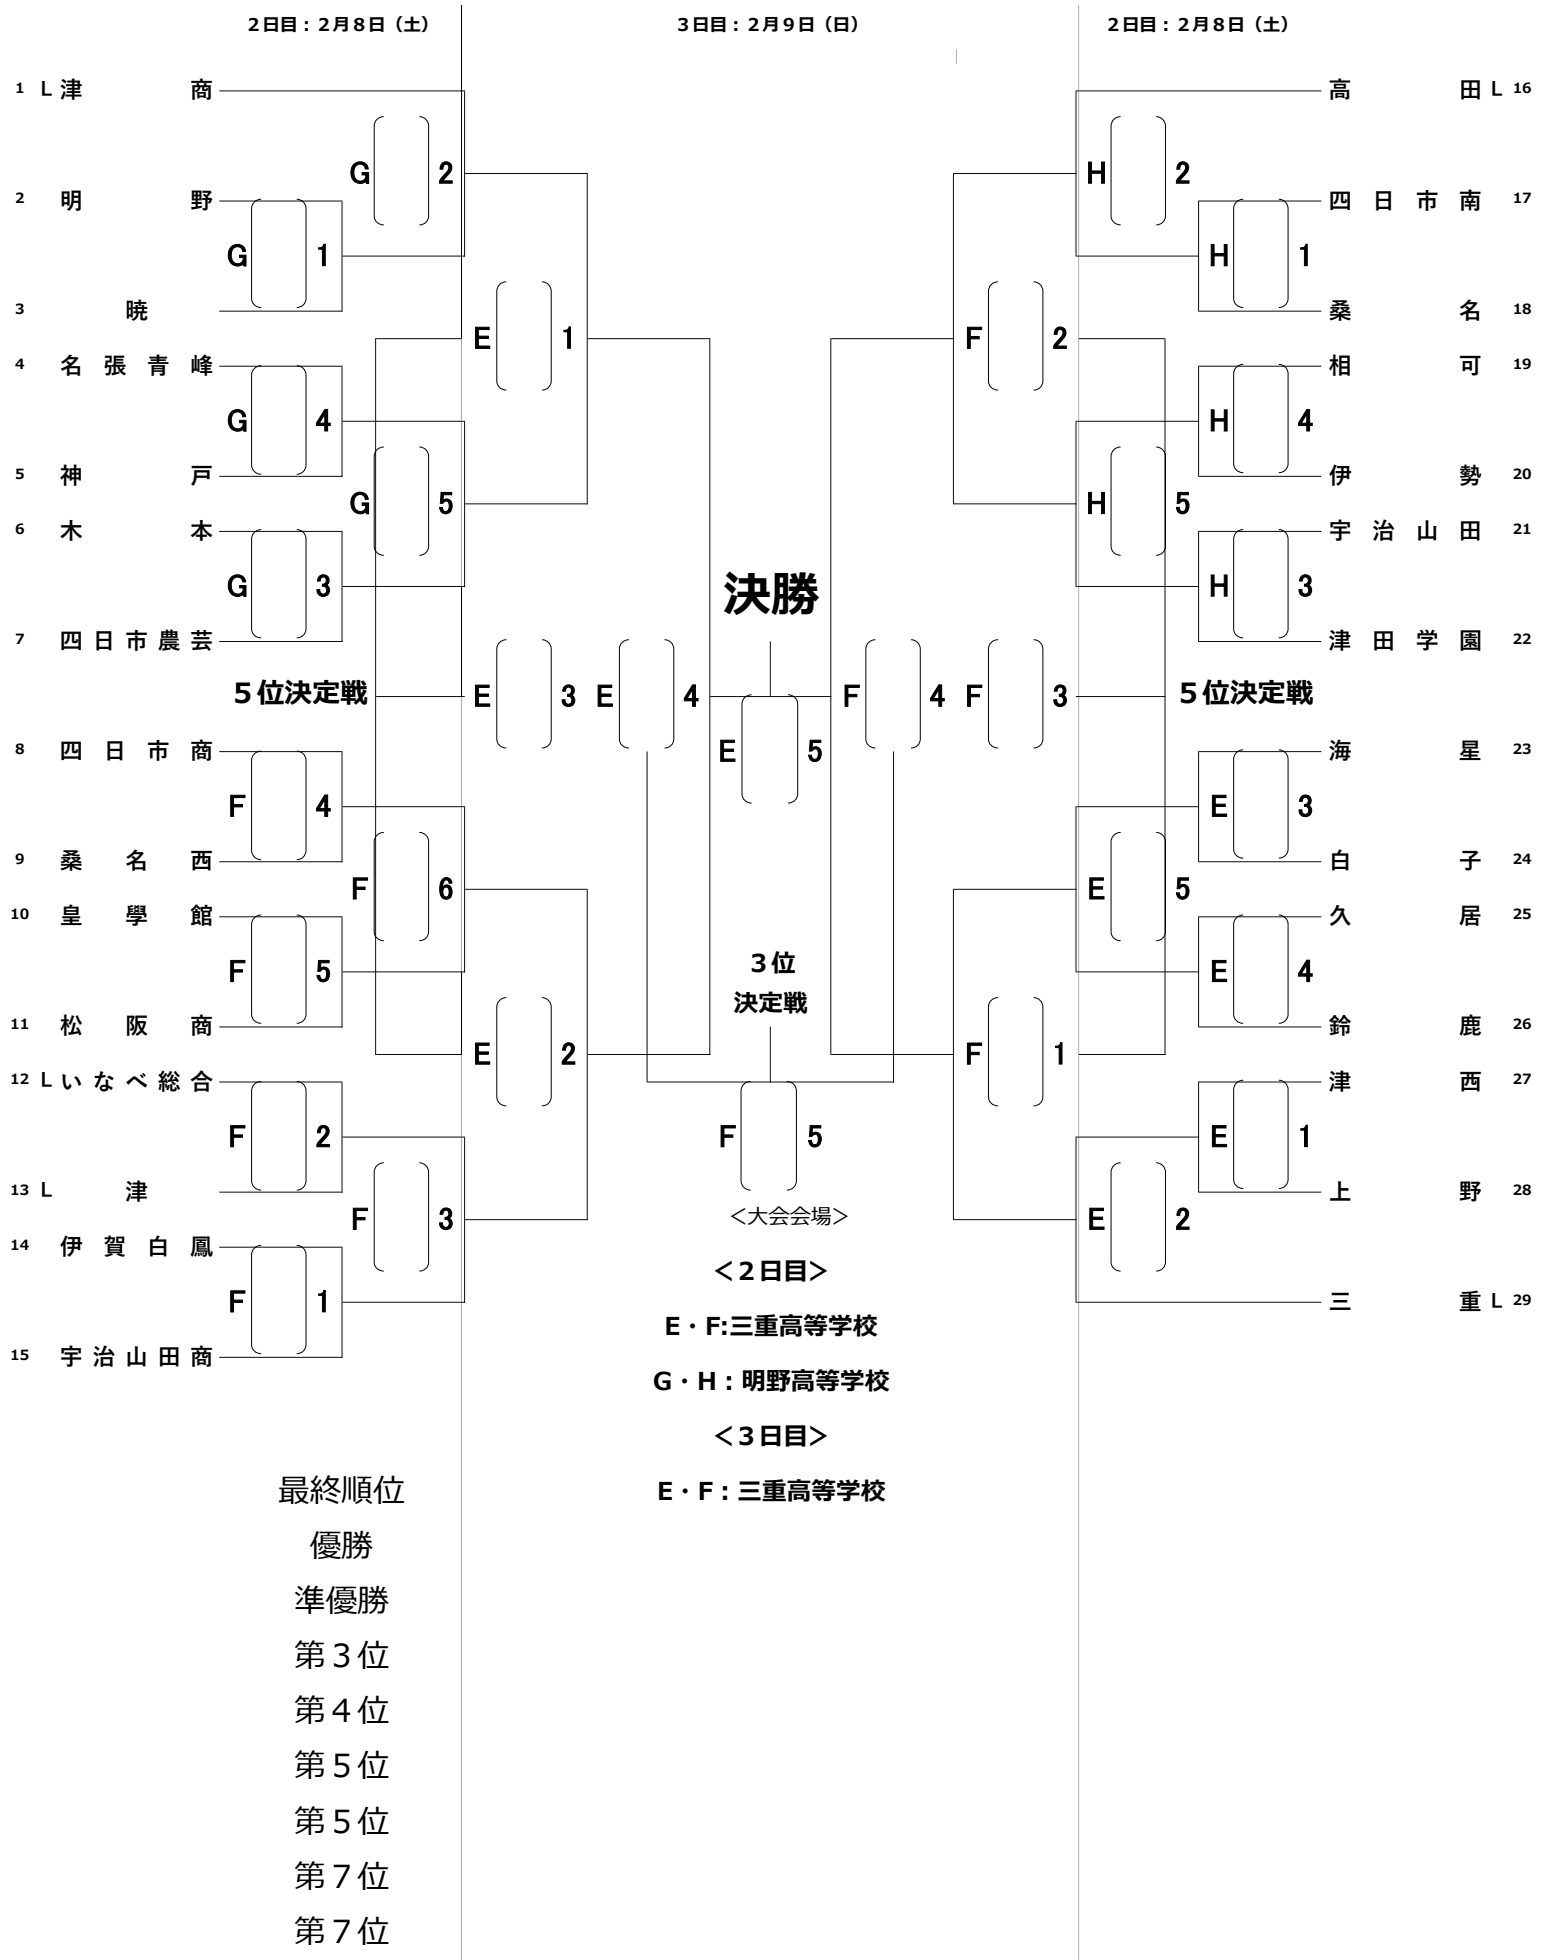 2日目：2月8日（土） 3日目：2月9日（日） 2日目：2月8日（土）
1 L 津商 高田 L 16
G 2 H 2
2 明野 四日市南 17
G 1 H 1
3 暁 桑名 18
E 1 F 2
4 名張青峰 相可 19
G 4 H 4
5 神戸 伊勢 20
G 5 H 5
6 木本 宇治山田 21
G 3 H 3
決勝
7 四日市農芸 津田学園 22
5位決定戦 E 3 E 4 F 4 F 3 5位決定戦
8 四日市商 E 5 海星 23
F 4 E 3
9 桑名西 白子 24
F 6 E 5
10 皇學館 久居 25
F 5 3位 E 4
決定戦
11 松阪商 鈴鹿 26
E 2 F 1
12 L いなべ総合 津西 27
F 2 F 5 E 1
13 L 津 上野 28
F 3 <大会会場> E 2
14 伊賀白鳳
<2日目>
F 1 三重 L 29
E・F:三重高等学校
15 宇治山田商
G・H：明野高等学校
<3日目>
最終順位 E・F：三重高等学校
優勝
準優勝
第3位
第4位
第5位
第5位
第7位
第7位